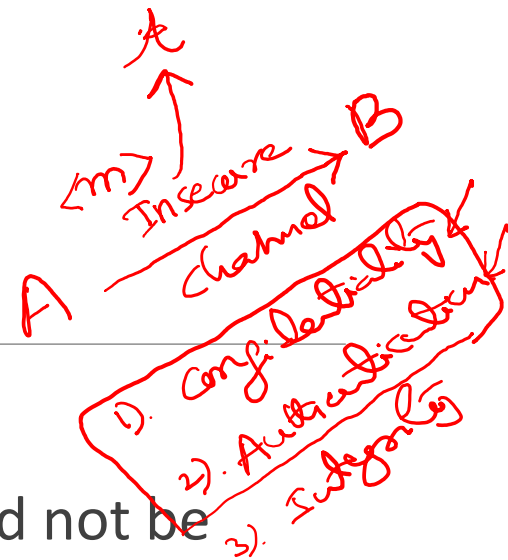 A
<m>
Insecure
B
Channel
A
1). Confidentiality
2). Authentication
3). Integrity
d not be